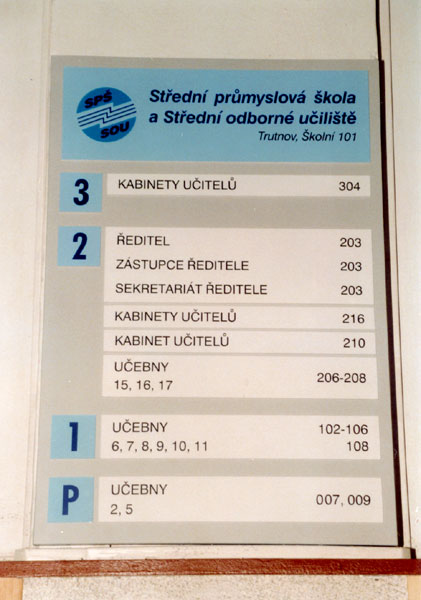 SPŠ
SOU
Střední průmyslová škola
a Střední odborné učiliště
Trutnov, Školní 101
3
KABINETY UČITELŮ 304
2
ŘEDITEL 203
ZÁSTUPCE ŘEDITELE 203
SEKRETARIÁT ŘEDITELE 203
KABINETY UČITELŮ 216
KABINET UČITELŮ 210
UČEBNY
15, 16, 17 206-208
1
UČEBNY 102-106
6, 7, 8, 9, 10, 11 108
P
UČEBNY
2, 5 007, 009